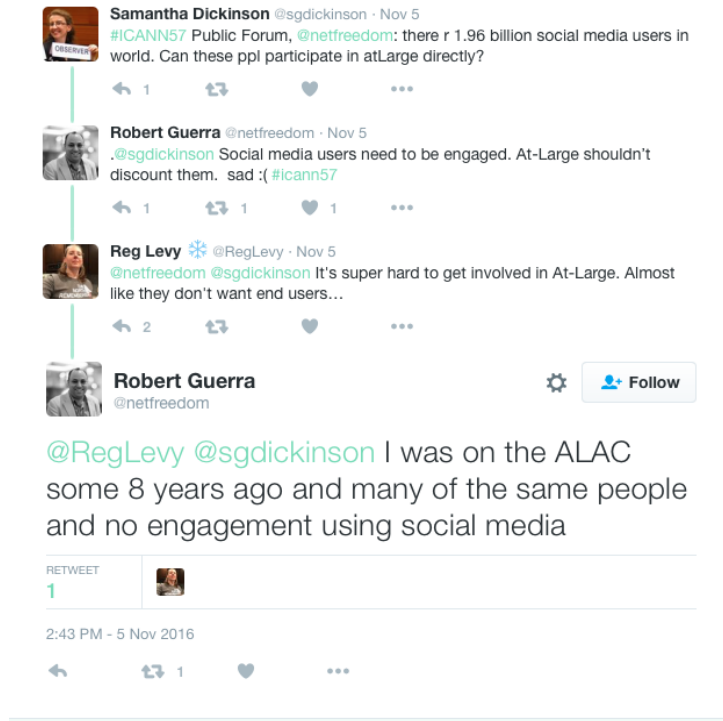 Samantha Dickinson @sgdickinson · Nov 5
#ICANN57 Public Forum, @netfreedom: there r 1.96 billion social media users in
world. Can these ppl participate in atLarge directly?
1
OBSERVER
Robert Guerra @netfreedom · Nov 5
.@sgdickinson Social media users need to be engaged. At-Large shouldn't
discount them.  sad :( #icann57
1 1 1
Reg Levy ❄ @RegLevy · Nov 5
@netfreedom @sgdickinson It's super hard to get involved in At-Large. Almost
like they don't want end users...
2
Robert Guerra
@netfreedom
Follow
@RegLevy @sgdickinson I was on the ALAC
some 8 years ago and many of the same people
and no engagement using social media
RETWEET
1
2:43 PM - 5 Nov 2016
1